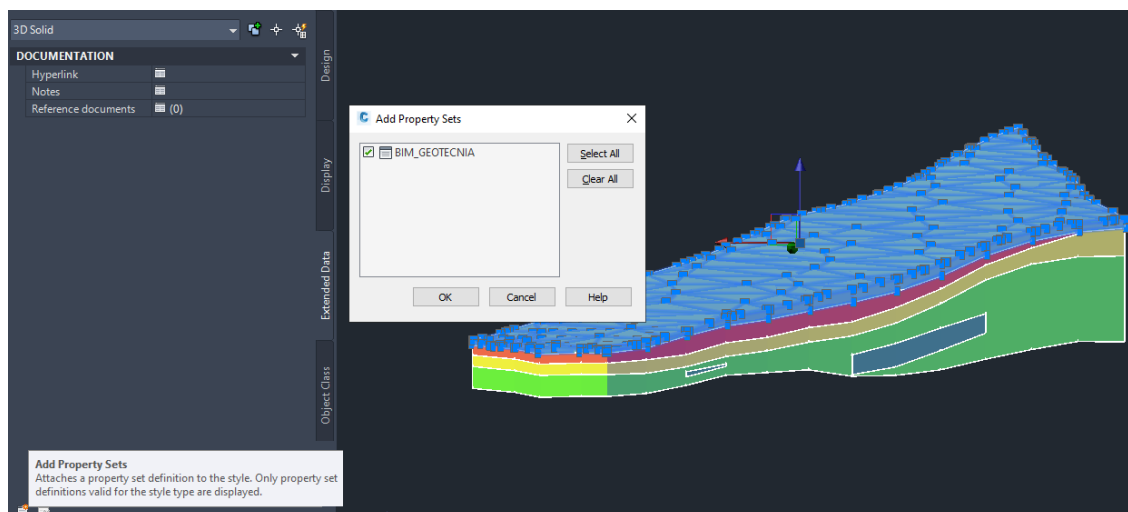 3D Solid
DOCUMENTATION
Hyperlink
Notes
Reference documents (0)
Design
Display
Extended Data
Object Class
Add Property Sets
BIM_GEOTECNIA
Select All
Clear All
OK Cancel Help
Add Property Sets
Attaches a property set definition to the style. Only property set
definitions valid for the style type are displayed.